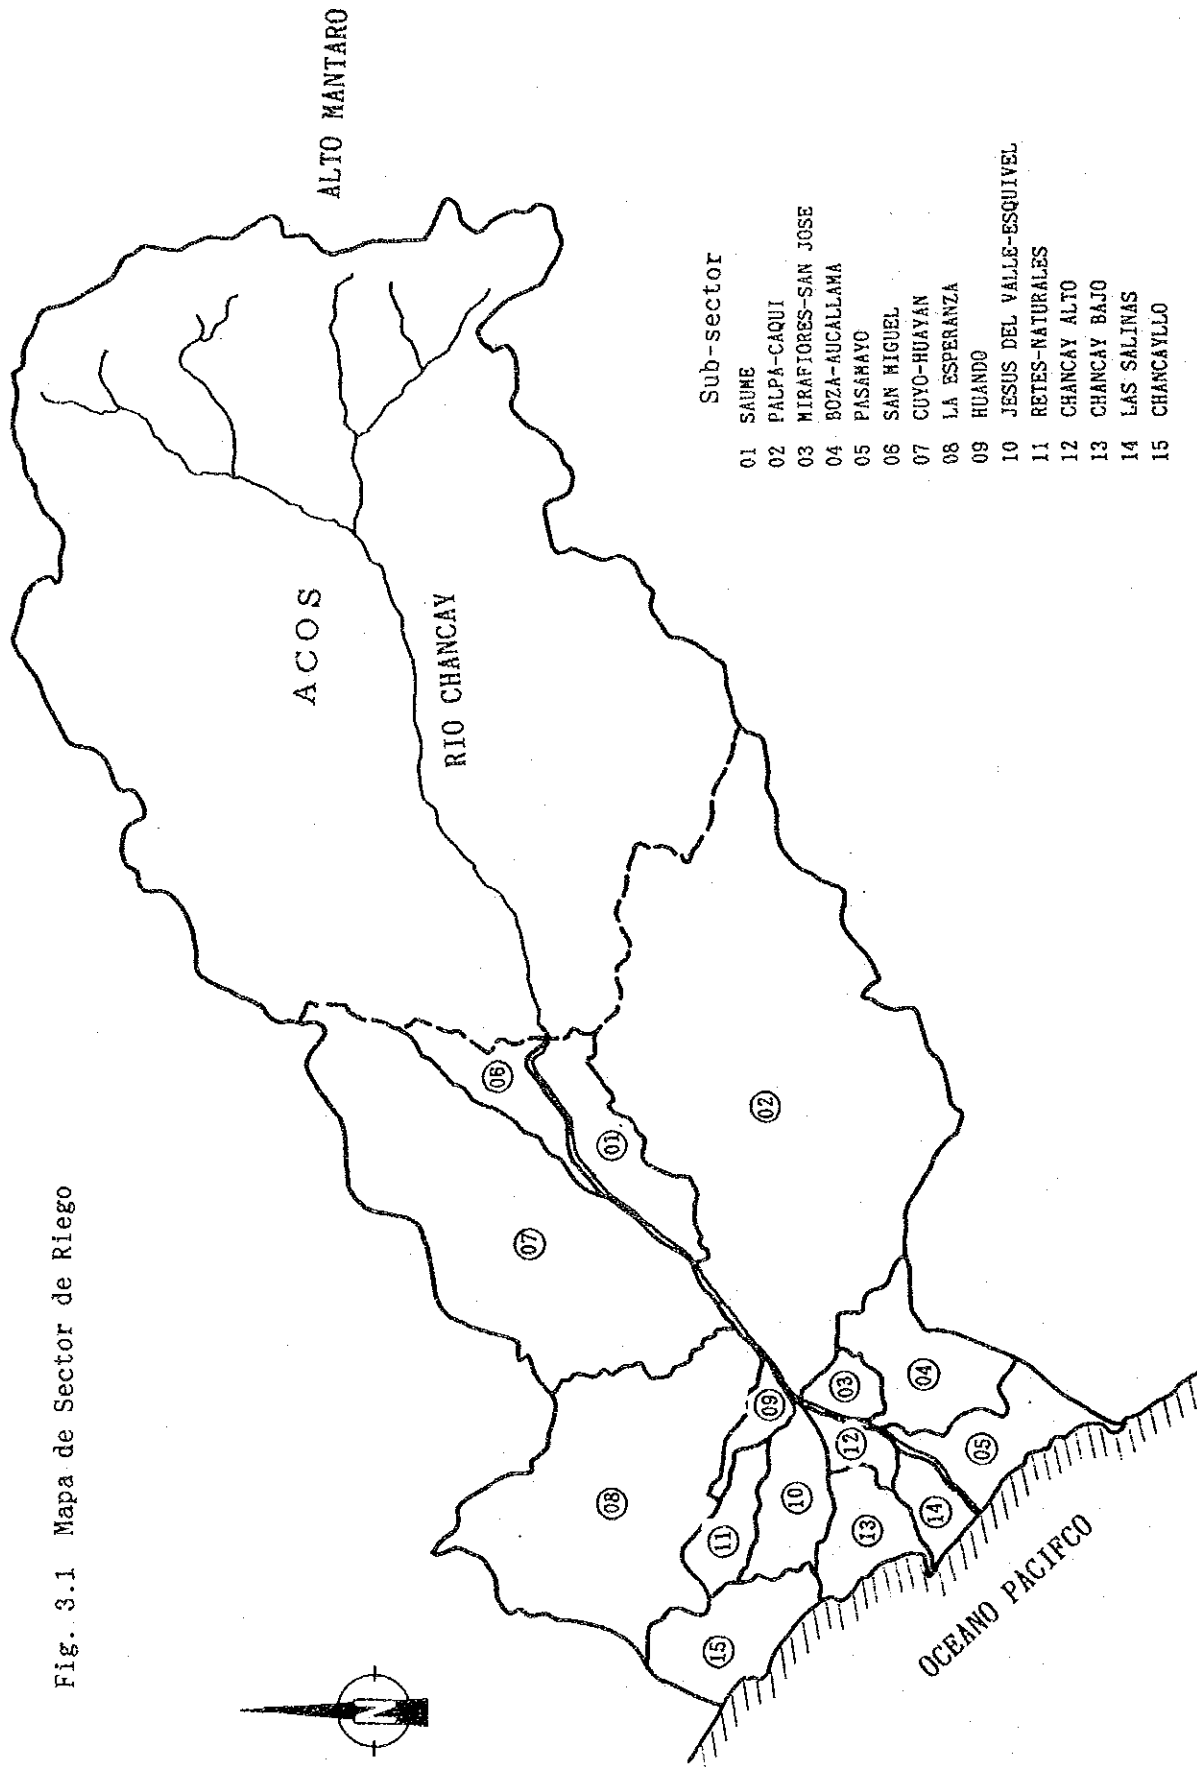 Fig. 3.1 Mapa de Sector de Riego
N
ALTO MANTARO
ACOS
RIO CHANCAY
06
01
07
02
08
09
03
04
12
10
11
05
13
14
15
OCEANO PACIFCO
Sub-sector
01 SAUME
02 PALPA-CAQUI
03 MIRAFIORES-SAN JOSE
04 BOZA-AUCALLAMA
05 PASAMAYO
06 SAN MIGUEL
07 CUYO-HUAYAN
08 LA ESPERANZA
09 HUANDO
10 JESUS DEL VALLE-ESQUIVEL
11 RETES-NATURALES
12 CHANCAY ALTO
13 CHANCAY BAJO
14 LAS SALINAS
15 CHANCAYLLO